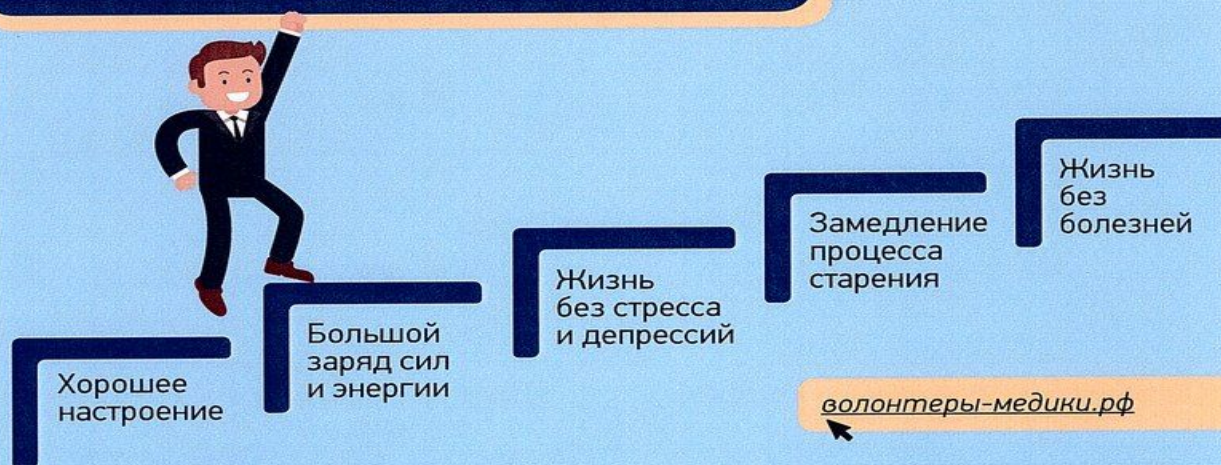 Хорошее
настроение
Большой
заряд сил
и энергии
Жизнь
без стресса
и депрессий
Замедление
процесса
старения
Жизнь
без
болезней
волонтеры-медики.рф